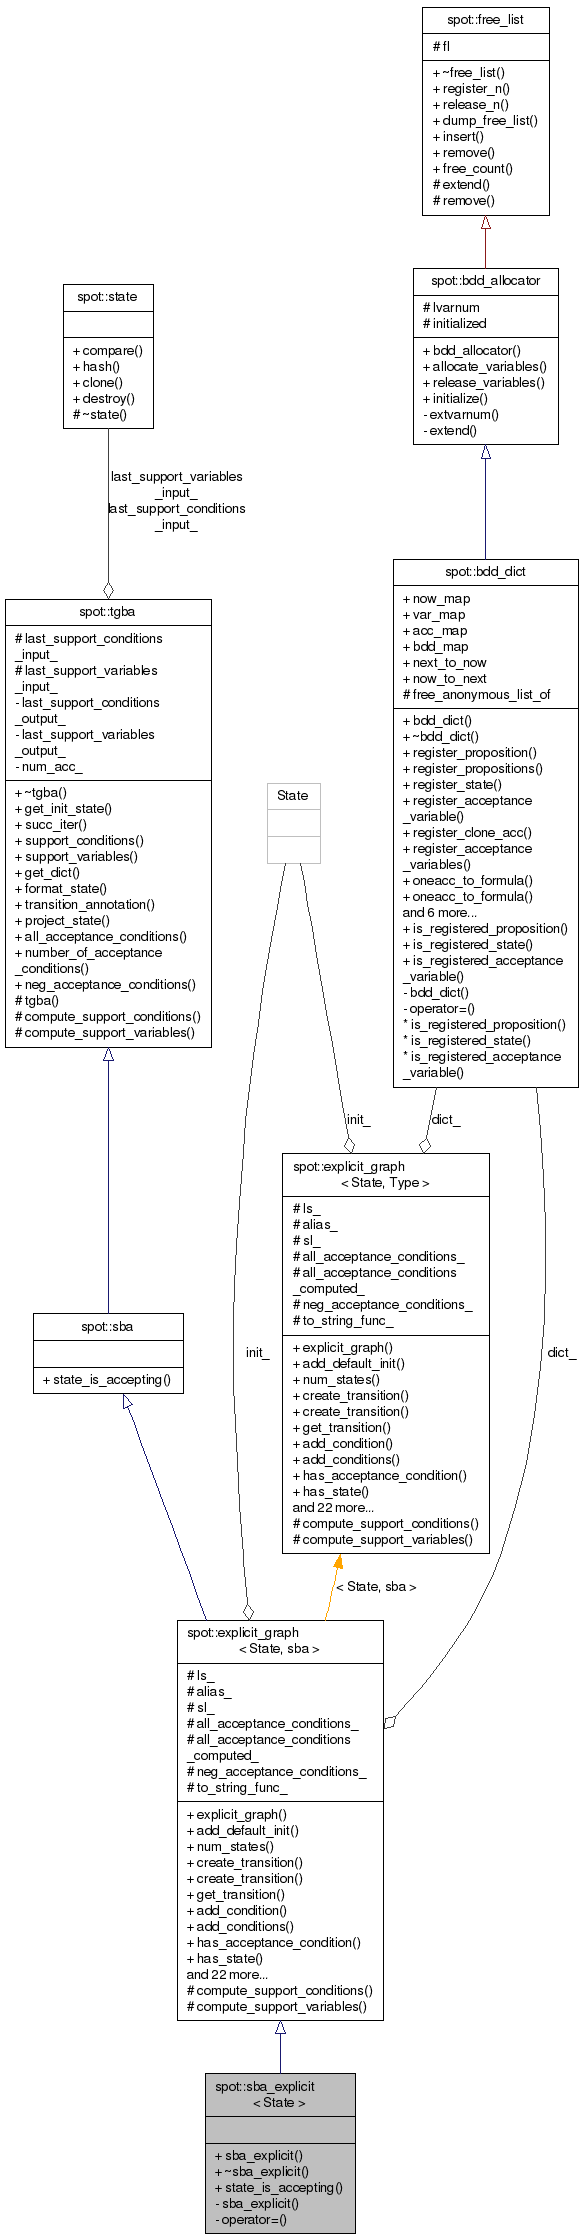 spot::free_list
# fl
+ ~free_list()
+ register_n()
+ release_n()
+ dump_free_list()
+ insert()
+ remove()
+ free_count()
# extend()
# remove()
spot::bdd_allocator
# lvarnum
# initialized
+ bdd_allocator()
+ allocate_variables()
+ release_variables()
+ initialize()
- extvarnum()
- extend()
spot::state
+ compare()
+ hash()
+ clone()
+ destroy()
# ~state()
last_support_variables
_input_
last_support_conditions
_input_
spot::bdd_dict
+ now_map
+ var_map
+ acc_map
+ bdd_map
+ next_to_now
+ now_to_next
# free_anonymous_list_of
+ bdd_dict()
+ ~bdd_dict()
+ register_proposition()
+ register_propositions()
+ register_state()
+ register_acceptance
_variable()
+ register_clone_acc()
+ register_acceptance
_variables()
+ oneacc_to_formula()
+ oneacc_to_formula()
and 6 more...
+ is_registered_proposition()
+ is_registered_state()
+ is_registered_acceptance
_variable()
- bdd_dict()
- operator=()
* is_registered_proposition()
* is_registered_state()
* is_registered_acceptance
_variable()
spot::tgba
# last_support_conditions
_input_
# last_support_variables
_input_
- last_support_conditions
_output_
- last_support_variables
_output_
- num_acc_
+ ~tgba()
+ get_init_state()
+ succ_iter()
+ support_conditions()
+ support_variables()
+ get_dict()
+ format_state()
+ transition_annotation()
+ project_state()
+ all_acceptance_conditions()
+ number_of_acceptance
_conditions()
+ neg_acceptance_conditions()
# tgba()
# compute_support_conditions()
# compute_support_variables()
State
init_
dict_
spot::explicit_graph
< State, Type >
# ls_
# alias_
# sl_
# all_acceptance_conditions_
# all_acceptance_conditions
_computed_
# neg_acceptance_conditions_
# to_string_func_
+ explicit_graph()
+ add_default_init()
+ num_states()
+ create_transition()
+ create_transition()
+ get_transition()
+ add_condition()
+ add_conditions()
+ has_acceptance_condition()
+ has_state()
and 22 more...
# compute_support_conditions()
# compute_support_variables()
spot::sba
+ state_is_accepting()
init_
dict_
< State, sba >
spot::explicit_graph
< State, sba >
# ls_
# alias_
# sl_
# all_acceptance_conditions_
# all_acceptance_conditions
_computed_
# neg_acceptance_conditions_
# to_string_func_
+ explicit_graph()
+ add_default_init()
+ num_states()
+ create_transition()
+ create_transition()
+ get_transition()
+ add_condition()
+ add_conditions()
+ has_acceptance_condition()
+ has_state()
and 22 more...
# compute_support_conditions()
# compute_support_variables()
spot::sba_explicit
< State >
+ sba_explicit()
+ ~sba_explicit()
+ state_is_accepting()
- sba_explicit()
- operator=()